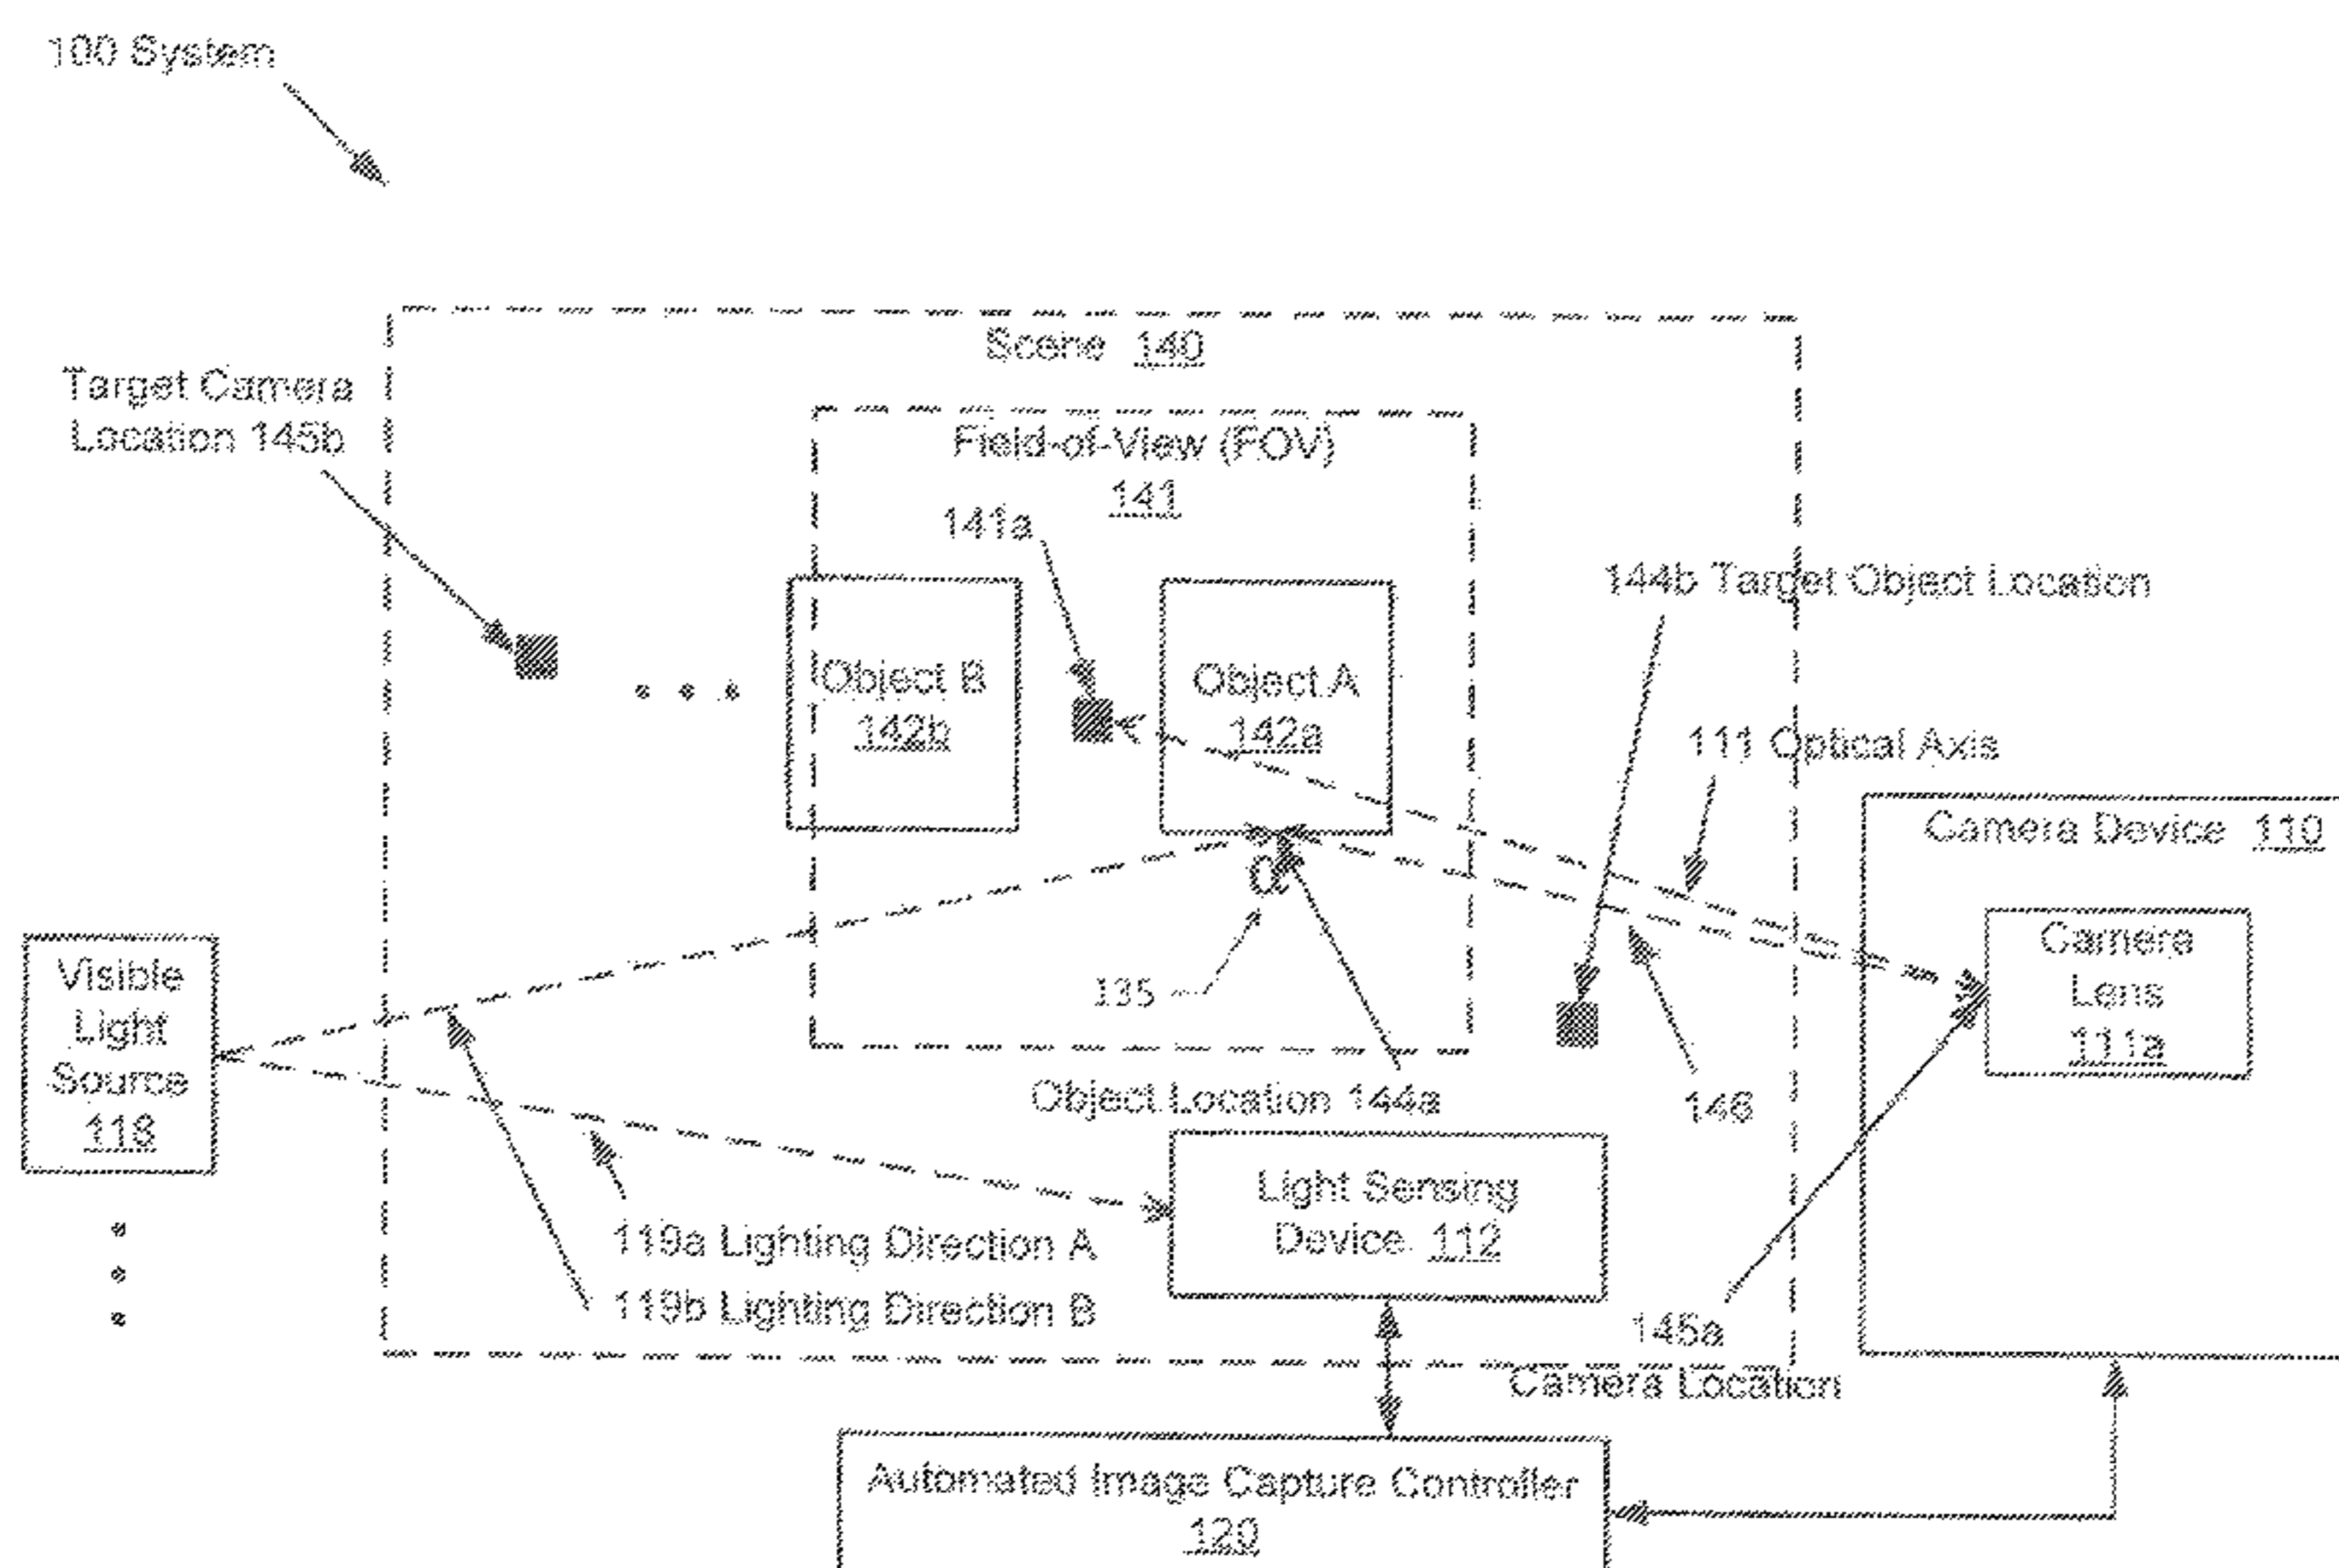 100 System
Scene 140
Target Camera
Location 145b
Field-of-View (FOV)
141
141a
144b Target Object Location
Object B
142b
Object A
142a
111 Optical Axis
Camera Device 110
α
Camera
Lens
111a
Visible
Light
Source
118
135
Object Location 144a
146
Light Sensing
Device 112
119a Lighting Direction A
119b Lighting Direction B
145a
Camera Location
Automated Image Capture Controller
120